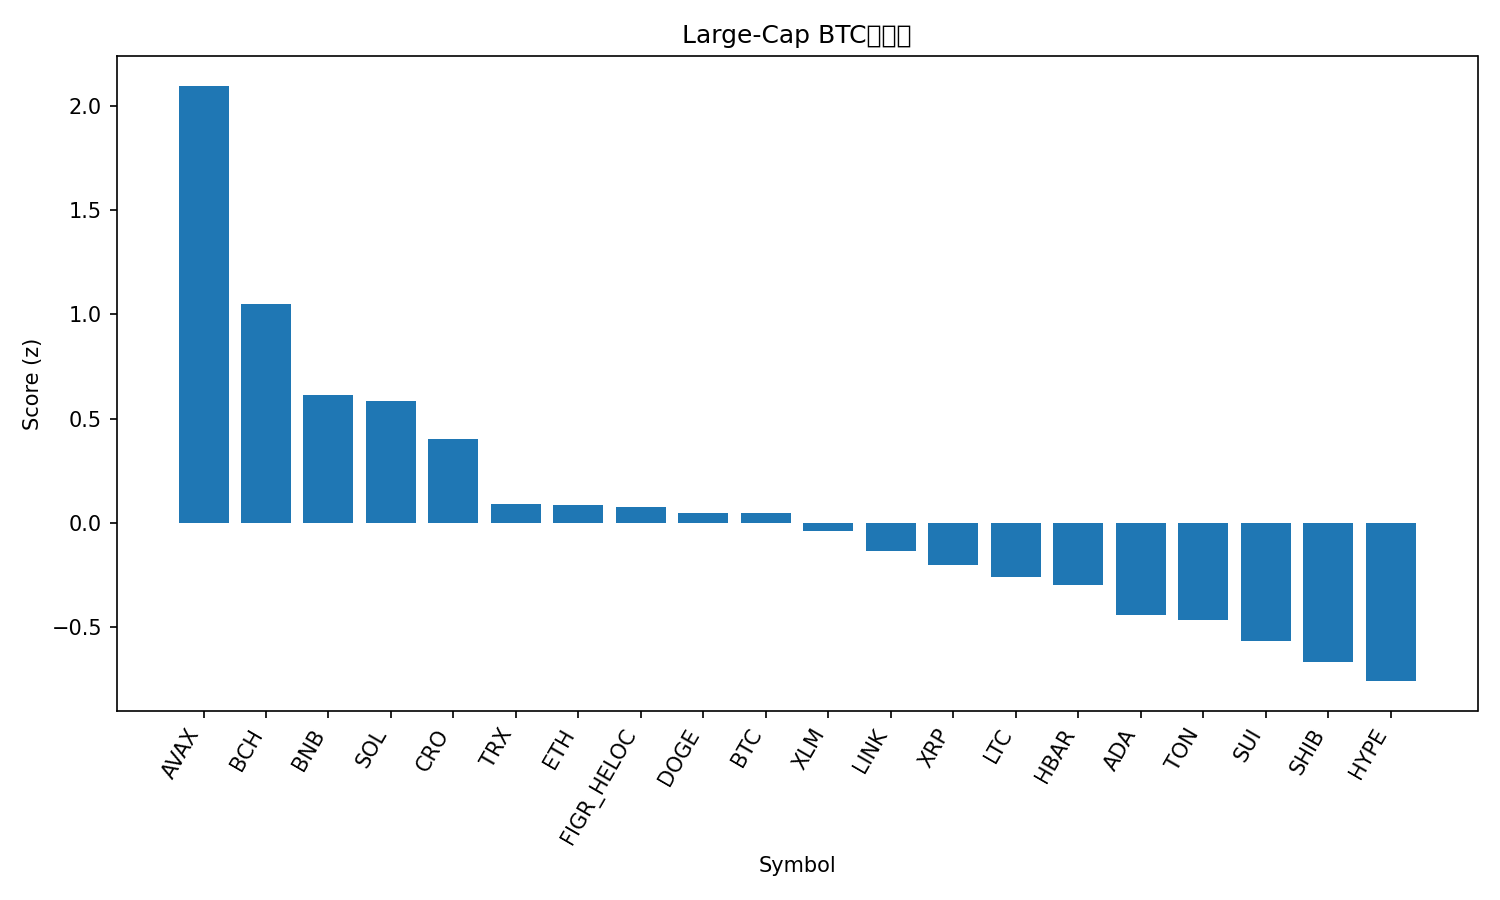 Large-Cap BTC
Score (z)
2.0
1.5
1.0
0.5
0.0
−0.5
AVAX
BCH
BNB
SOL
CRO
TRX
ETH
FIGR_HELOC
DOGE
BTC
XLM
LINK
XRP
LTC
HBAR
ADA
TON
SUI
SHIB
HYPE
Symbol